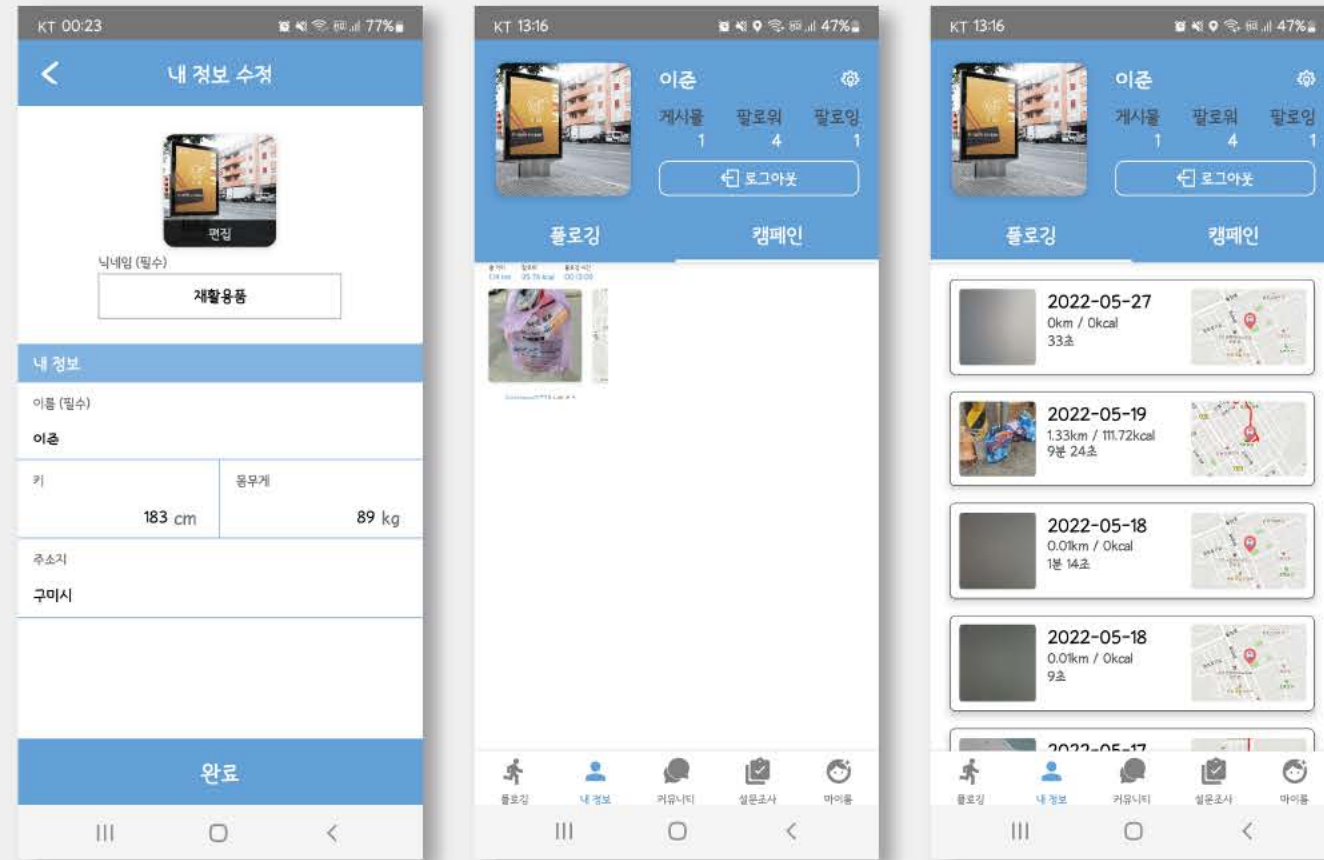 KT 00:23
77%
내 정보 수정
편집
닉네임 (필수)
재활용품
내 정보
이름 (필수)
이준
키
몸무게
183 cm
89 kg
주소지
구미시
완료
KT 13:16
47%
이준
게시물 팔로워 팔로잉
1 4 1
로그아웃
플로깅 캠페인
플로깅
내 정보
커뮤니티
설문조사
마이룸
KT 13:16
47%
이준
게시물 팔로워 팔로잉
1 4 1
로그아웃
플로깅 캠페인
2022-05-27
0km / 0kcal
33초
2022-05-19
1.33km / 111.72kcal
9분 24초
2022-05-18
0.01km / 0kcal
1분 14초
2022-05-18
0.01km / 0kcal
9초
2022-05-17
플로깅
내 정보
커뮤니티
설문조사
마이룸